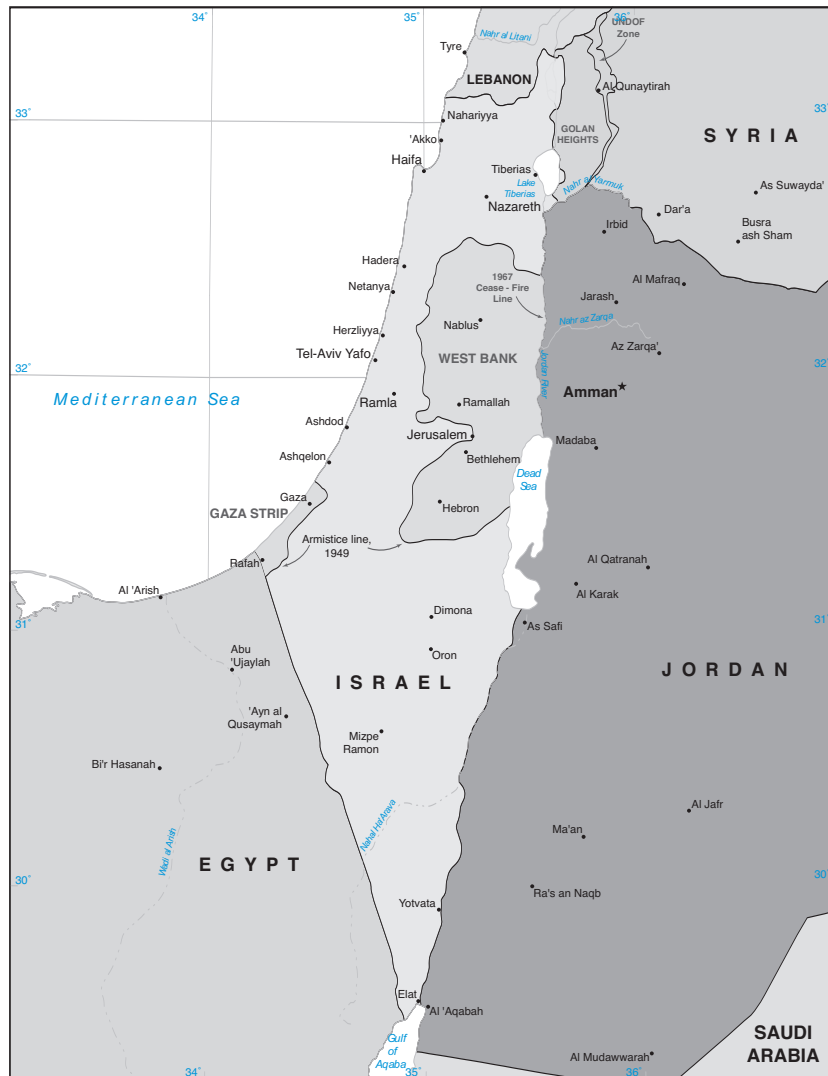 34°
35°
36°
UNDOF
Zone
Nahr al Litani
Tyre
LEBANON
Al Qunaytirah
33°
33°
Nahariyya
'Akko
GOLAN
HEIGHTS
SYRIA
Haifa
Tiberias
Lake
Tiberias
Nahr al Yarmuk
As Suwayda'
Nazareth
Dar'a
Irbid
Busra
ash Sham
Hadera
1967
Cease - Fire
Line
Al Mafraq
Netanya
Jarash
Nablus
Nahr az Zarqa
Herzliyya
Az Zarqa'
Tel-Aviv Yafo
WEST BANK
Jordan River
32°
32°
Mediterranean Sea
Amman
Ramla
Ramallah
Ashdod
Jerusalem
Madaba
Ashqelon
Bethlehem
Dead
Sea
Gaza
Hebron
GAZA STRIP
Armistice line,
1949
Rafah
Al Qatranah
Al 'Arish
Al Karak
Dimona
31°
31°
As Safi
Abu
'Ujaylah
Oron
ISRAEL
JORDAN
'Ayn al
Qusaymah
Mizpe
Ramon
Bi'r Hasanah
Al Jafr
Nahal Ha'Arava
Wadi al Arish
Ma'an
EGYPT
30°
30°
Ra's an Naqb
Yotvata
Elat
Al 'Aqabah
Gulf
of
Aqaba
SAUDI
ARABIA
Al Mudawwarah
34°
35°
36°